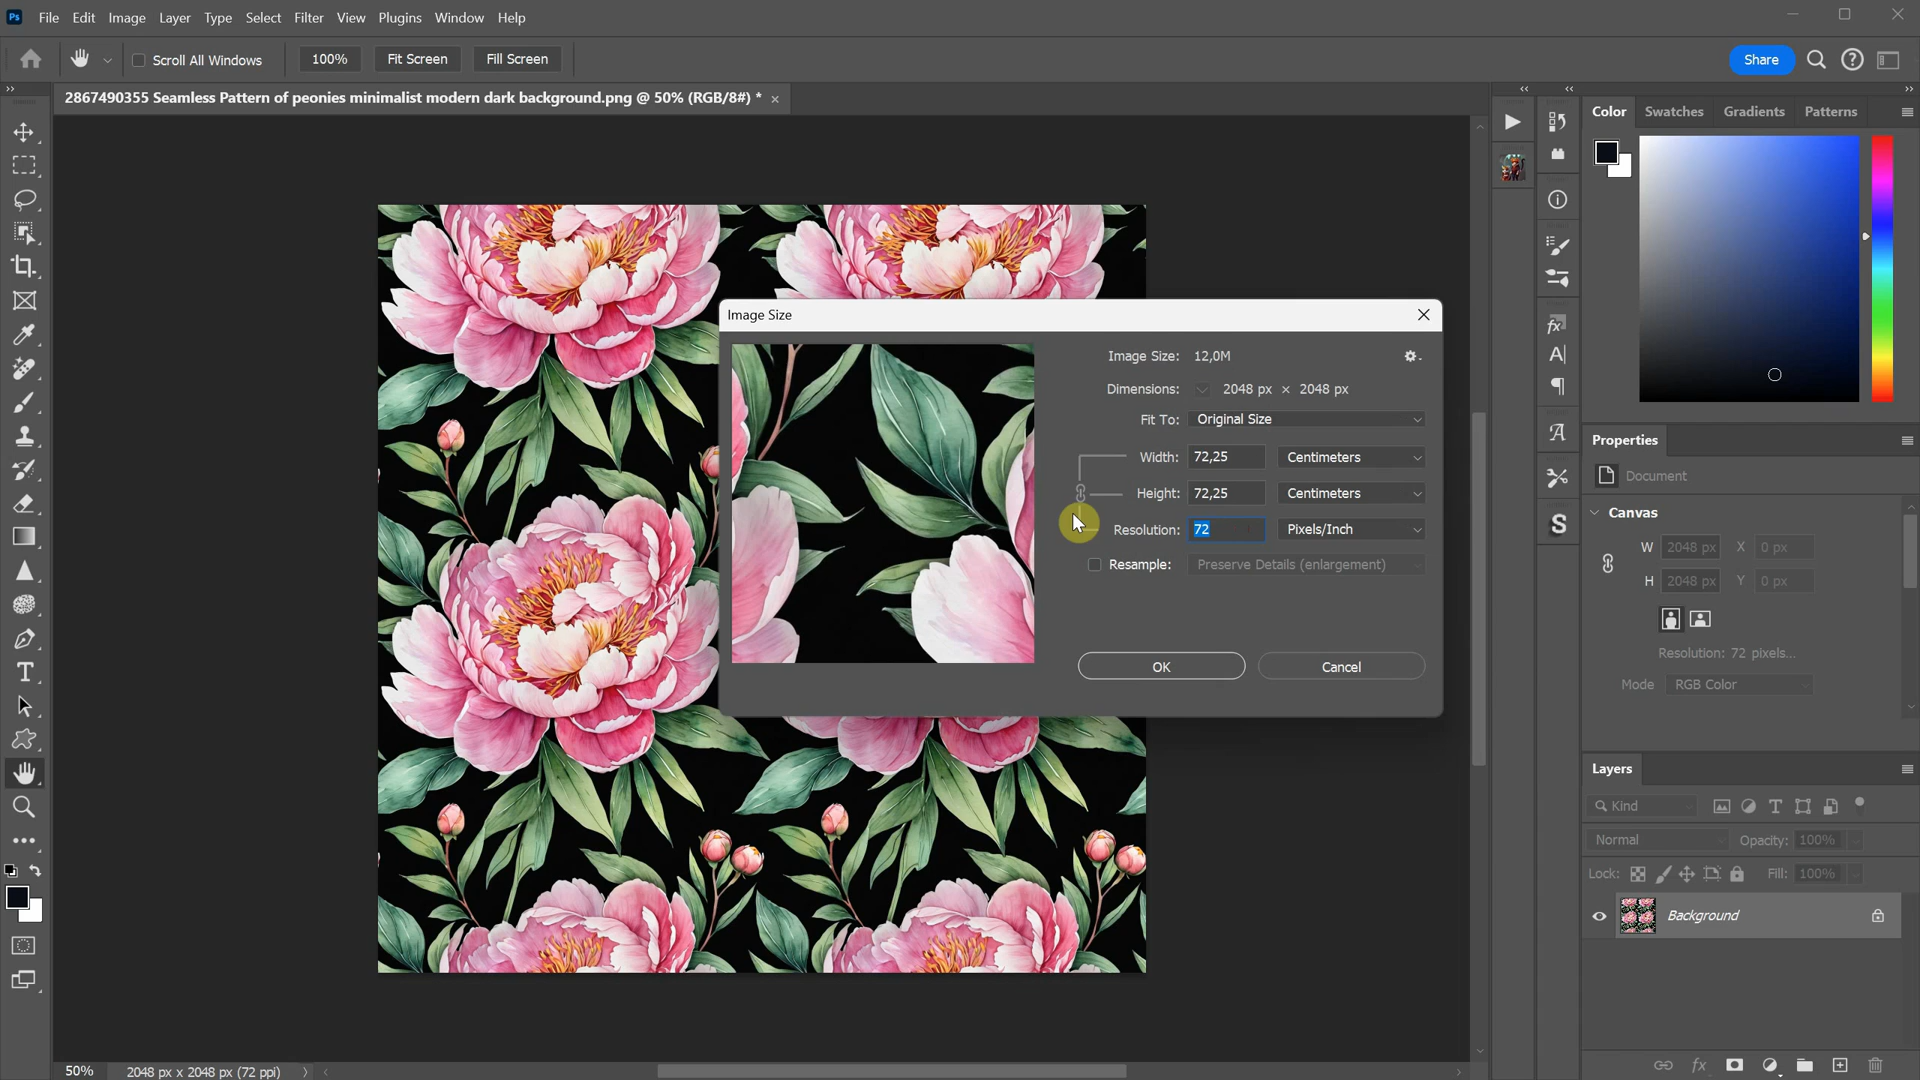 Ps File Edit Image Layer Type Select Filter View Plugins Window Help
Scroll All Windows 100% Fit Screen Fill Screen Share
2867490355 Seamless Pattern of peonies minimalist modern dark background.png @ 50% (RGB/8#) *
Color Swatches Gradients Patterns
Image Size
Image Size: 12,0M
Dimensions: 2048 px × 2048 px
Fit To: Original Size
Width: 72,25 Centimeters
Height: 72,25 Centimeters
Resolution: 72 Pixels/Inch
Resample: Preserve Details (enlargement)
OK Cancel
Properties
Document
Canvas
W 2048 px X 0 px
H 2048 px Y 0 px
Resolution: 72 pixels...
Mode RGB Color
Layers
Kind
Normal Opacity: 100%
Lock: Fill: 100%
Background
50% 2048 px x 2048 px (72 ppi)